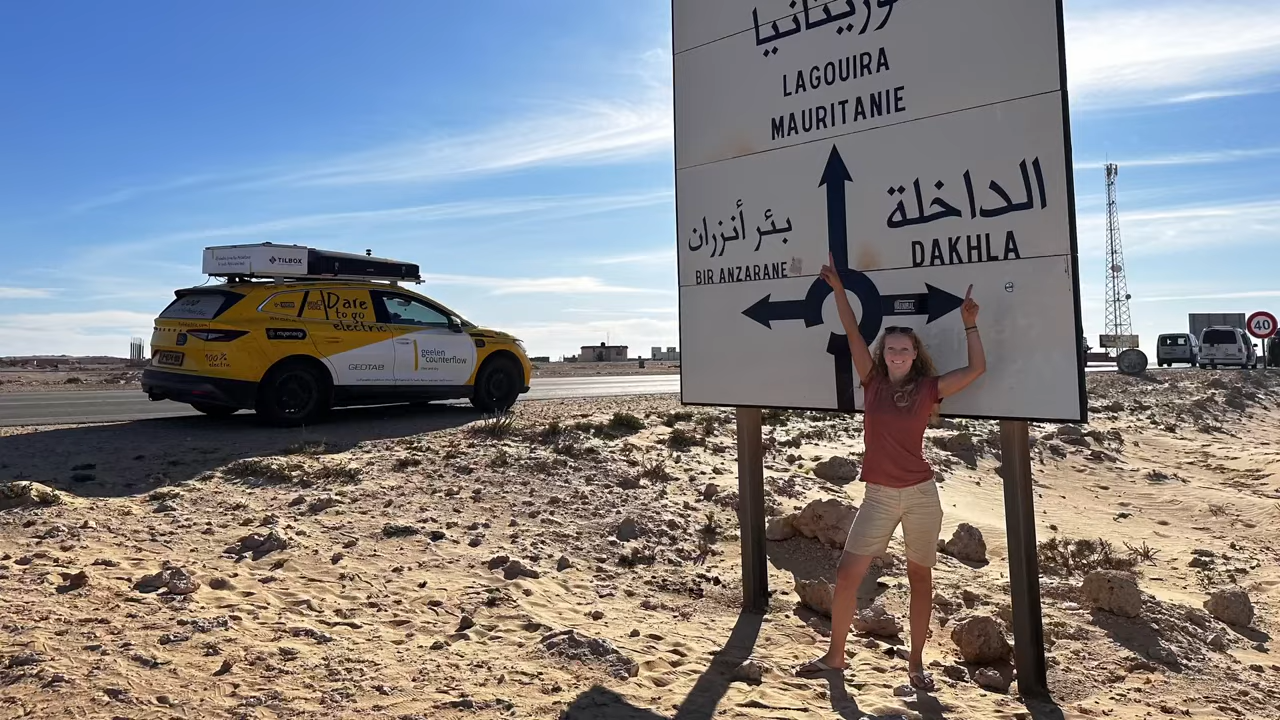 موريتانيا
LAGOUIRA
MAURITANIE
الداخلة
DAKHLA
بئر أنزران
BIR ANZARANE
40
TILBOX
Dare
to go
electric
myenergi
geelen
counterflow
GEOTAB
100%
electric